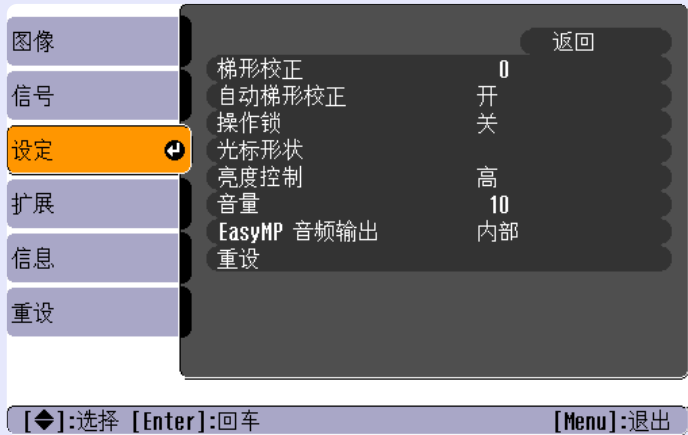 图像
信号
设定
扩展
信息
重设
返回
梯形校正 0
自动梯形校正 开
操作锁 关
光标形状
亮度控制 高
音量 10
EasyMP 音频输出 内部
重设
[◆]:选择 [Enter]:回车 [Menu]:退出